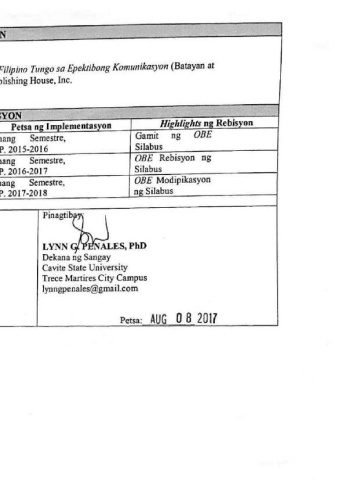 N
Filipino Tungo sa Epektibong Komunikasyon (Batayan at
blishing House, Inc.
SYON
Petsa ng Implementasyon Highlights ng Rebisyon
nang Semestre, Gamit ng OBE
P. 2015-2016 Silabus
nang Semestre, OBE Rebisyon ng
P. 2016-2017 Silabus
nang Semestre, OBE Modipikasyon
P. 2017-2018 ng Silabus
Pinagtibay
LYNN G. PENALES, PhD
Dekana ng Sangay
Cavite State University
Trece Martires City Campus
lynngpenales@gmail.com
Petsa: AUG 08 2017